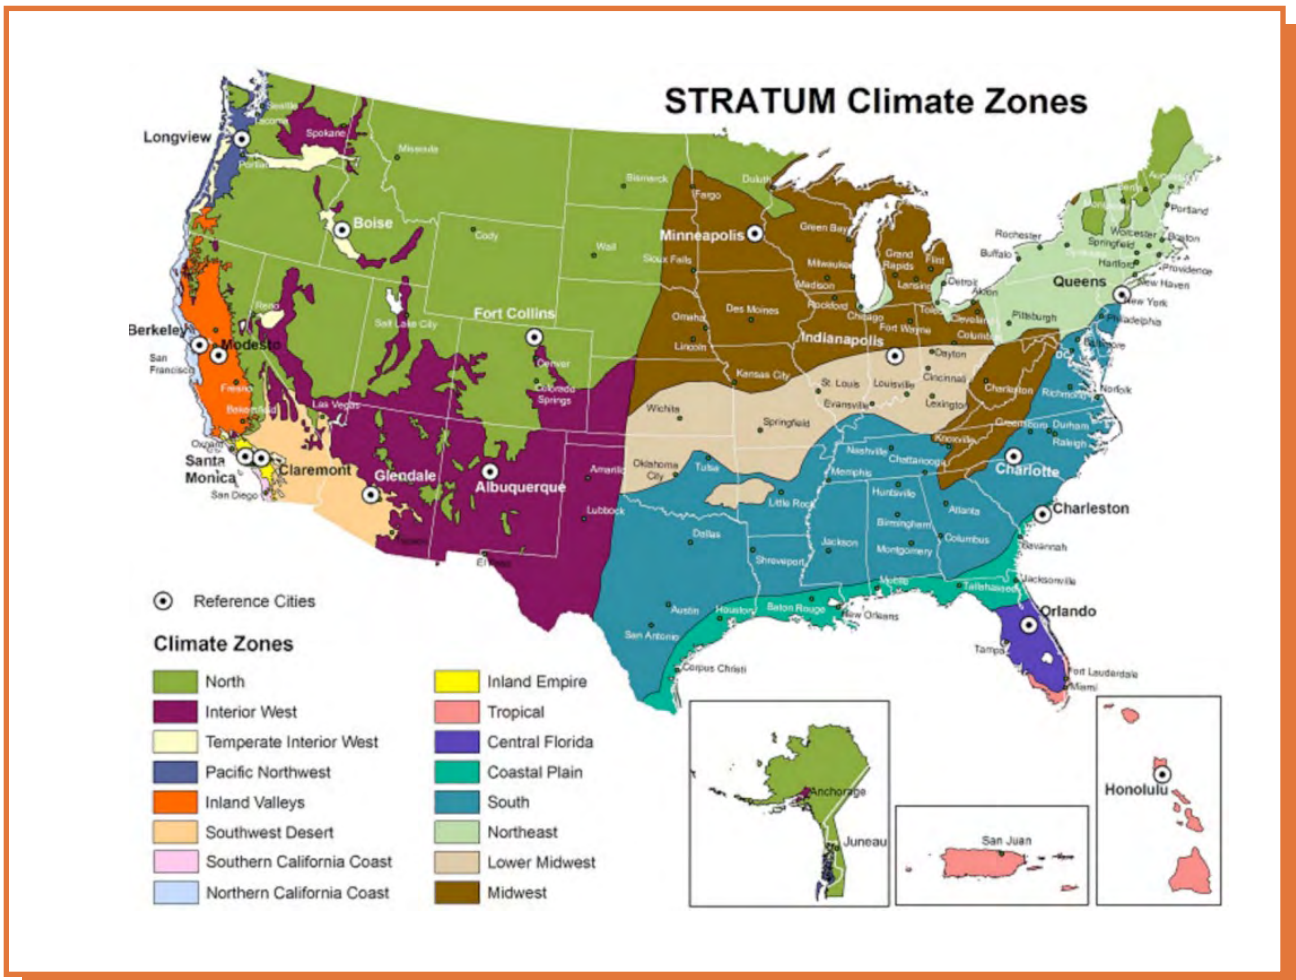 STRATUM Climate Zones
Seattle
Tacoma
Longview
Spokane
Missoula
Bismarck
Duluth
Fargo
Boise
Cody
Wall
Minneapolis
Green Bay
Sioux Falls
Milwaukee
Madison
Rockford
Chicago
Grand
Rapids
Flint
Lansing
Detroit
Akron
Cleveland
Fort Wayne
Columbus
Pittsburgh
Rochester
Buffalo
Worcester
Springfield
Hartford
Portland
Boston
Providence
New Haven
Queens
New York
Philadelphia
Reno
Salt Lake City
Fort Collins
Denver
Colorado
Springs
Omaha
Lincoln
Des Moines
Indianapolis
Dayton
Cincinnati
Berkeley
Modesto
San
Francisco
Fresno
Bakersfield
Las Vegas
Kansas City
St. Louis
Louisville
Evansville
Lexington
Charleston
DC
Richmond
Norfolk
Wichita
Springfield
Greensboro
Durham
Raleigh
Knoxville
Oxnard
Santa
Monica
Claremont
San Diego
Glendale
Albuquerque
Amarillo
Lubbock
Oklahoma
City
Tulsa
Nashville
Chattanooga
Memphis
Charlotte
Little Rock
Huntsville
Atlanta
Charleston
Birmingham
Dallas
Jackson
Montgomery
Columbus
Savannah
Shreveport
Austin
Houston
Baton Rouge
Mobile
Tallahassee
Jacksonville
New Orleans
San Antonio
Corpus Christi
Orlando
Tampa
Fort Lauderdale
Miami
Reference Cities
Climate Zones
North
Interior West
Temperate Interior West
Pacific Northwest
Inland Valleys
Southwest Desert
Southern California Coast
Northern California Coast
Inland Empire
Tropical
Central Florida
Coastal Plain
South
Northeast
Lower Midwest
Midwest
Anchorage
Juneau
San Juan
Honolulu